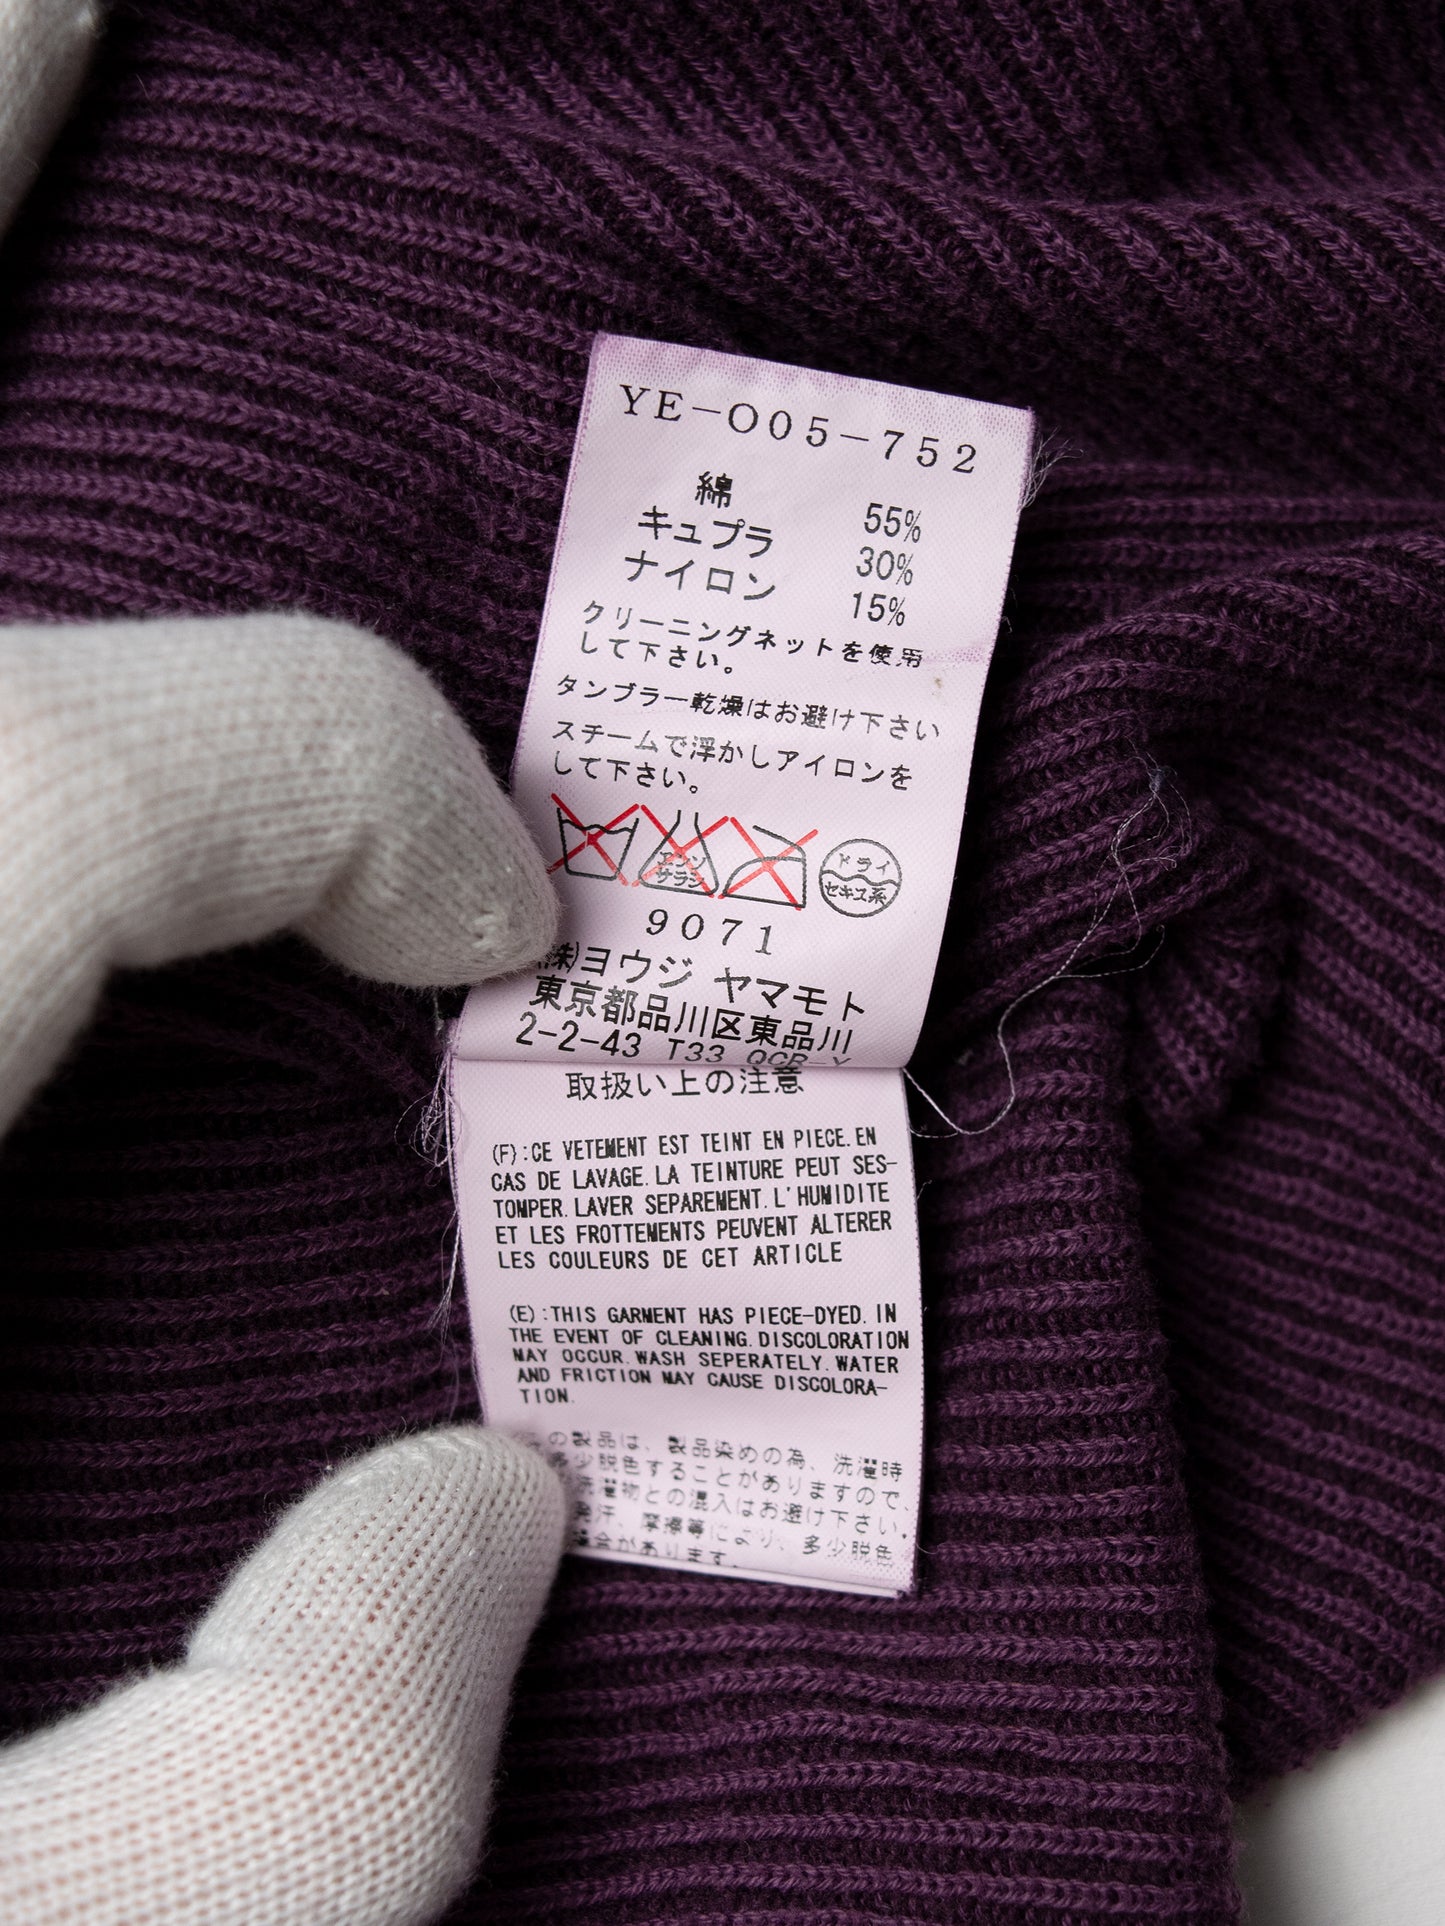 YE-O05-752
綿 55%
キュプラ 30%
ナイロン 15%
クリーニングネットを使用
して下さい。
タンブラー乾燥はお避け下さい
スチームで浮かしアイロンを
して下さい。
エンソ
サラシ
ドライ
セキユ系
9071
(株)ヨウジ ヤマモト
東京都品川区東品川
2-2-43 T33 OCR Y
取扱い上の注意
(F):CE VETEMENT EST TEINT EN PIECE.EN
CAS DE LAVAGE.LA TEINTURE PEUT SES-
TOMPER.LAVER SEPAREMENT.L'HUMIDITE
ET LES FROTTEMENTS PEUVENT ALTERER
LES COULEURS DE CET ARTICLE
(E):THIS GARMENT HAS PIECE-DYED.IN
THE EVENT OF CLEANING.DISCOLORATION
MAY OCCUR.WASH SEPERATELY.WATER
AND FRICTION MAY CAUSE DISCOLORA-
TION.
の製品は、製品染めの為、洗濯時
多少脱色することがありますので、
洗濯物との混入はお避け下さい。
発汗、摩擦等により、多少脱色
場合があります。